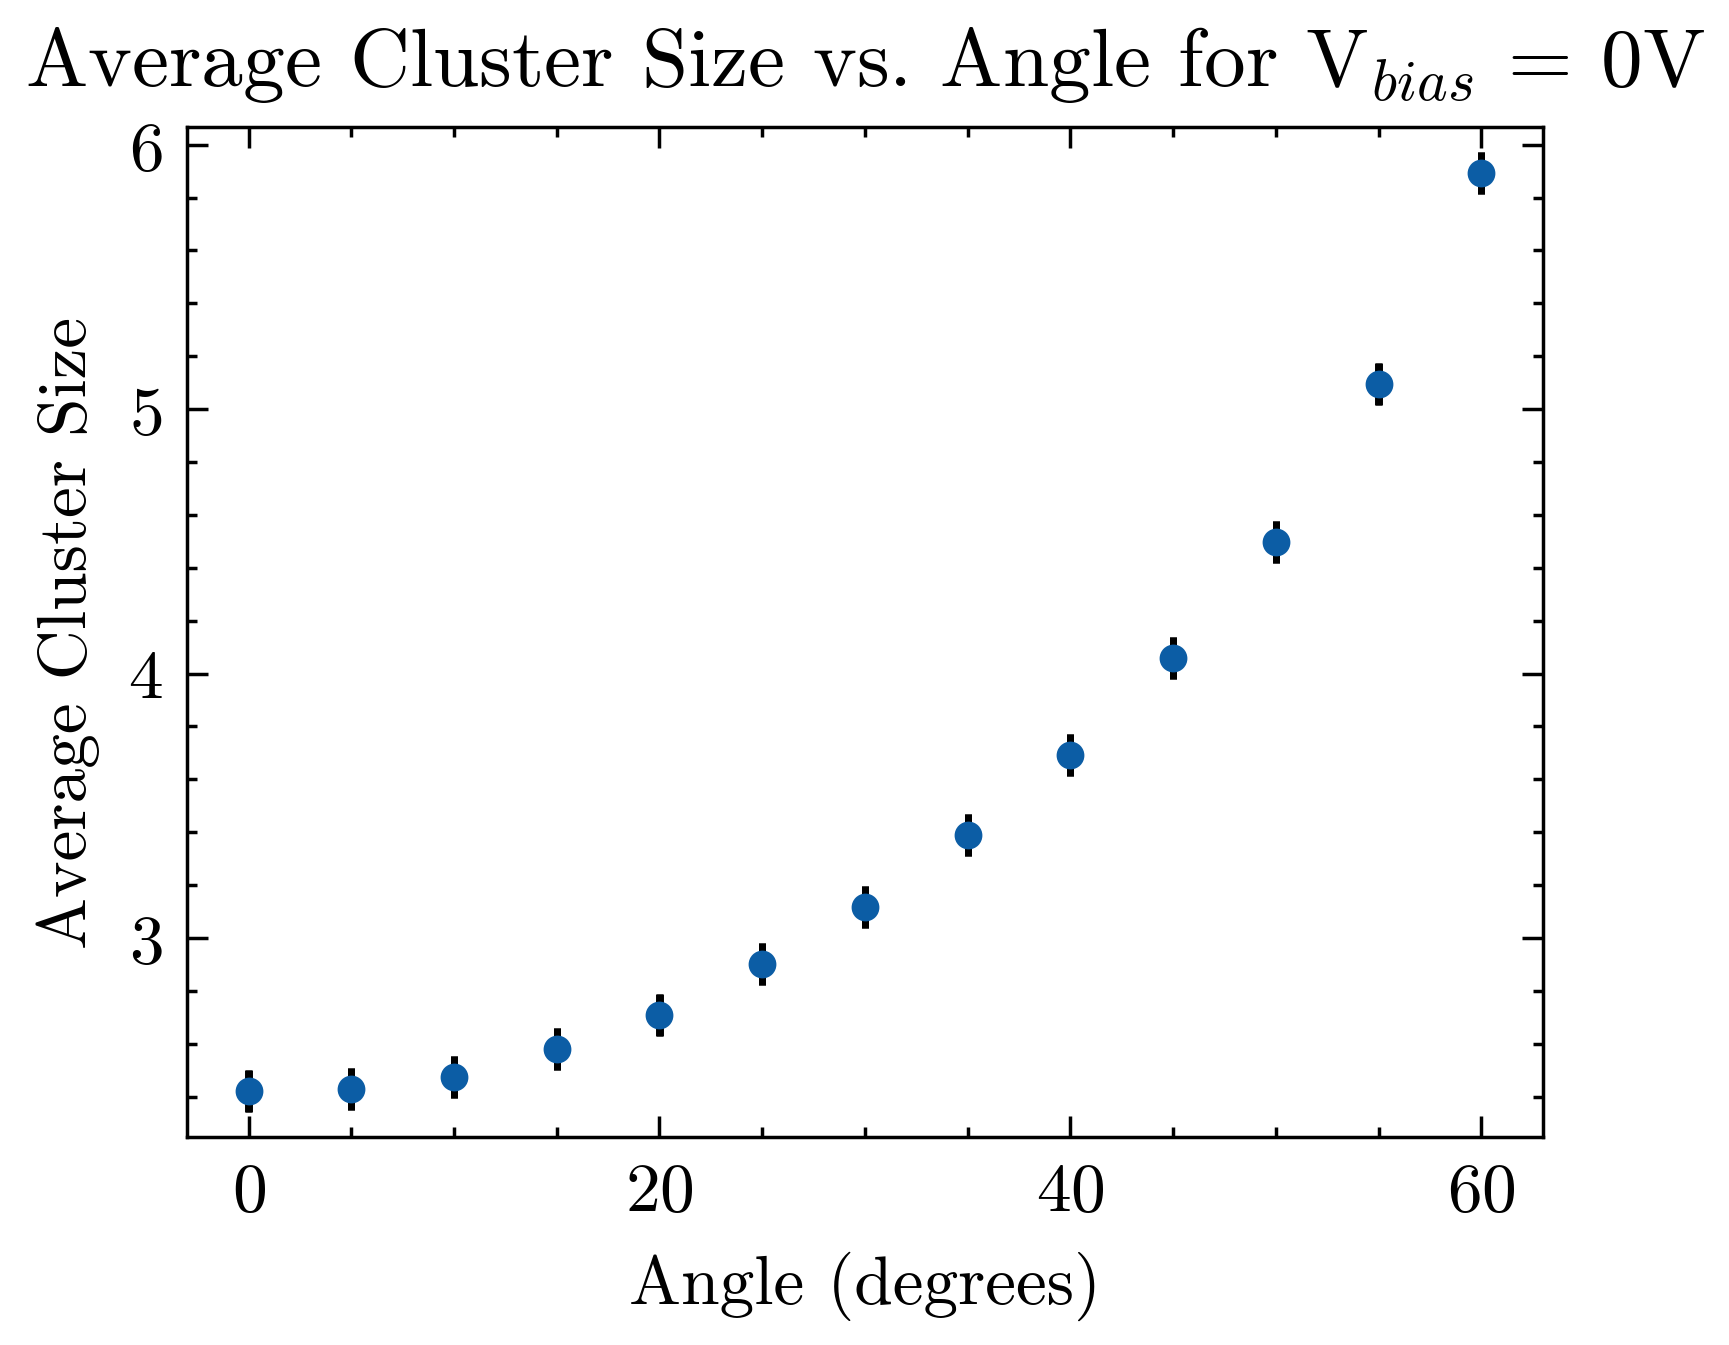 Average Cluster Size vs. Angle for V_bias = 0V
Average Cluster Size
6
5
4
3
0 20 40 60
Angle (degrees)